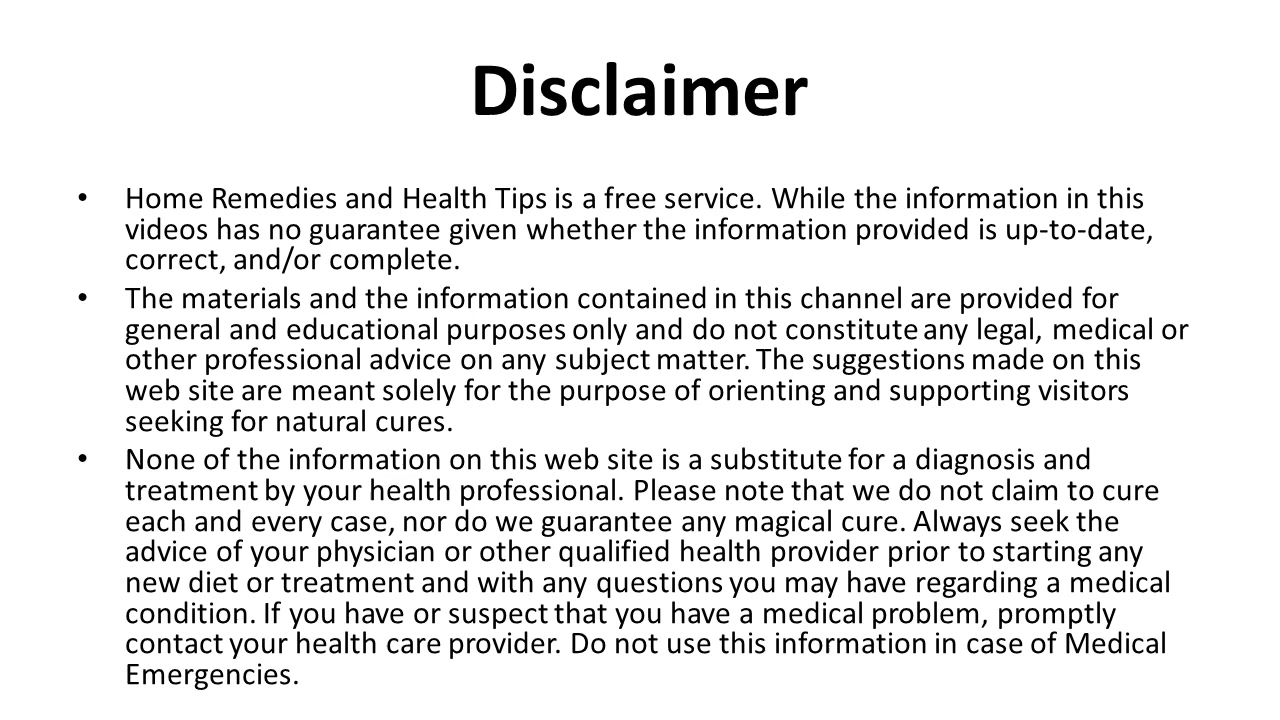 Disclaimer
• Home Remedies and Health Tips is a free service. While the information in this
videos has no guarantee given whether the information provided is up-to-date,
correct, and/or complete.
• The materials and the information contained in this channel are provided for
general and educational purposes only and do not constitute any legal, medical or
other professional advice on any subject matter. The suggestions made on this
web site are meant solely for the purpose of orienting and supporting visitors
seeking for natural cures.
• None of the information on this web site is a substitute for a diagnosis and
treatment by your health professional. Please note that we do not claim to cure
each and every case, nor do we guarantee any magical cure. Always seek the
advice of your physician or other qualified health provider prior to starting any
new diet or treatment and with any questions you may have regarding a medical
condition. If you have or suspect that you have a medical problem, promptly
contact your health care provider. Do not use this information in case of Medical
Emergencies.